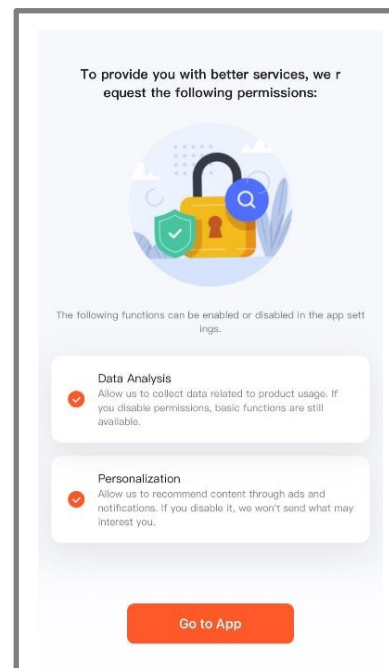 To provide you with better services, we r
equest the following permissions:
The following functions can be enabled or disabled in the app sett
ings.
Data Analysis
Allow us to collect data related to product usage. If
you disable permissions, basic functions are still
available.
Personalization
Allow us to recommend content through ads and
notifications. If you disable it, we won't send what may
interest you.
Go to App